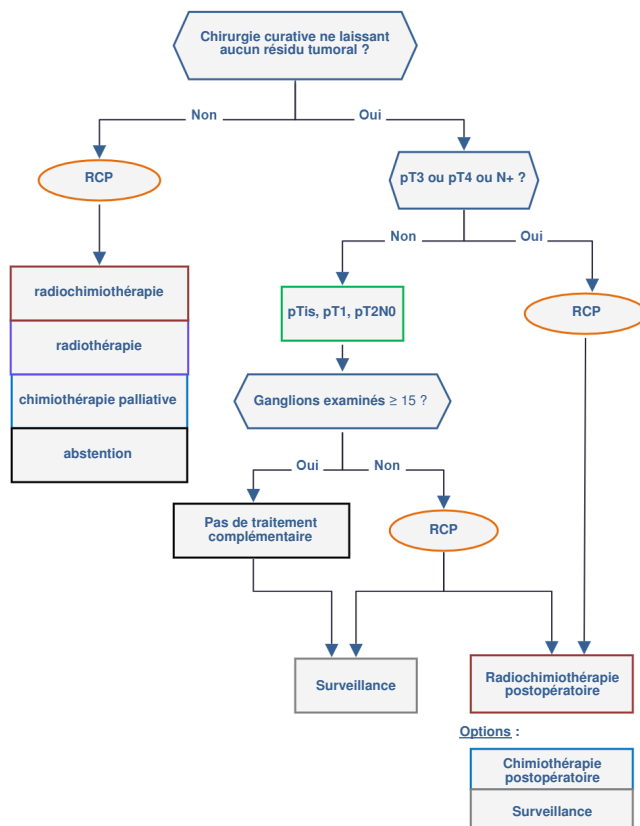 Chirurgie curative ne laissant
aucun résidu tumoral ?
Non
Oui
RCP
pT3 ou pT4 ou N+ ?
Non
Oui
radiochimiothérapie
radiothérapie
chimiothérapie palliative
abstention
pTis, pT1, pT2N0
RCP
Ganglions examinés ≥ 15 ?
Oui
Non
Pas de traitement
complémentaire
RCP
Surveillance
Radiochimiothérapie
postopératoire
Options :
Chimiothérapie
postopératoire
Surveillance